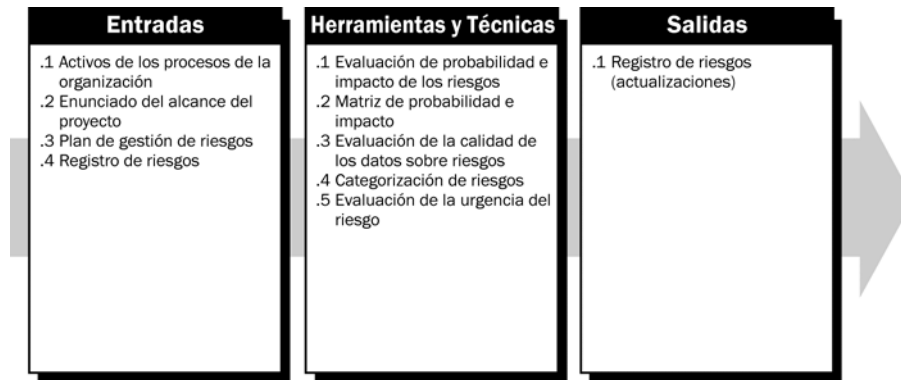 Entradas
.1 Activos de los procesos de la
organización
.2 Enunciado del alcance del
proyecto
.3 Plan de gestión de riesgos
.4 Registro de riesgos
Herramientas y Técnicas
.1 Evaluación de probabilidad e
impacto de los riesgos
.2 Matriz de probabilidad e
impacto
.3 Evaluación de la calidad de
los datos sobre riesgos
.4 Categorización de riesgos
.5 Evaluación de la urgencia del
riesgo
Salidas
.1 Registro de riesgos
(actualizaciones)